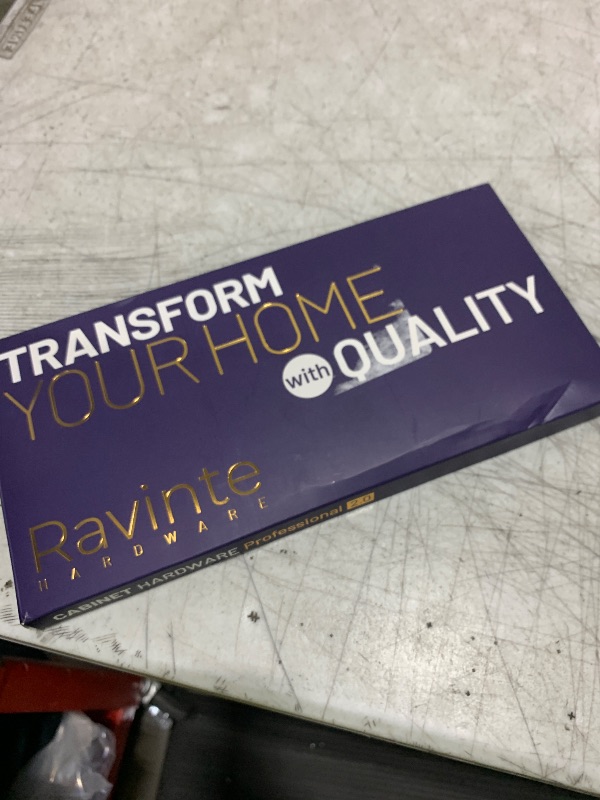 TRANSFORM
YOUR HOME
with QUALITY
Ravinte
HARDWARE
CABINET HARDWARE Professional 2.0